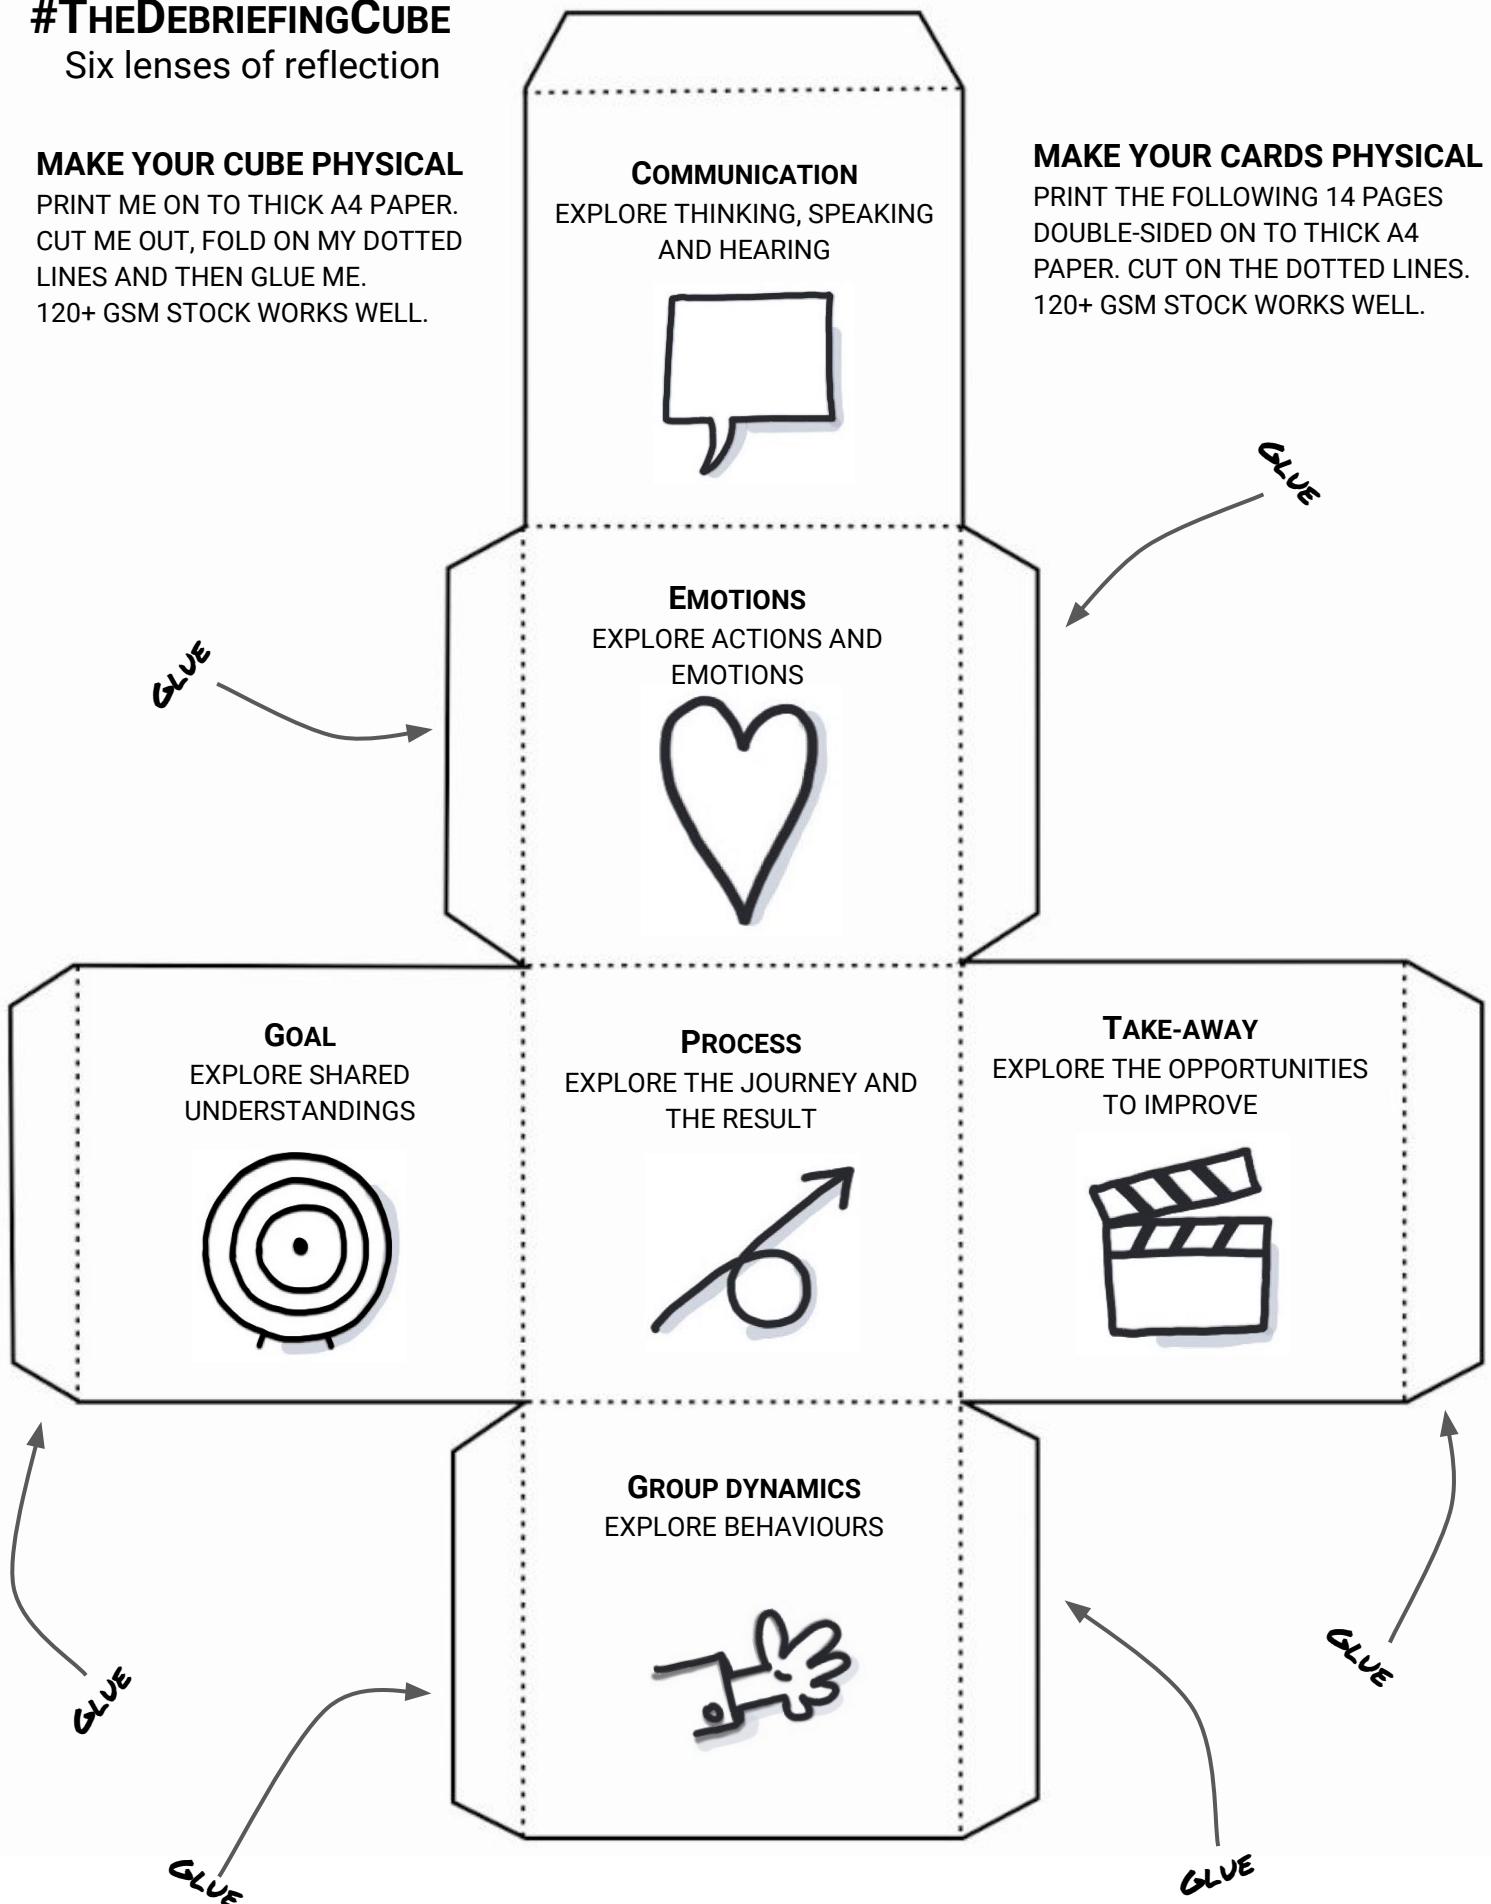 #THEDEBRIEFINGCUBE
Six lenses of reflection
MAKE YOUR CUBE PHYSICAL
PRINT ME ON TO THICK A4 PAPER.
CUT ME OUT, FOLD ON MY DOTTED
LINES AND THEN GLUE ME.
120+ GSM STOCK WORKS WELL.
MAKE YOUR CARDS PHYSICAL
PRINT THE FOLLOWING 14 PAGES
DOUBLE-SIDED ON TO THICK A4
PAPER. CUT ON THE DOTTED LINES.
120+ GSM STOCK WORKS WELL.
COMMUNICATION
EXPLORE THINKING, SPEAKING
AND HEARING
GLUE
EMOTIONS
EXPLORE ACTIONS AND
EMOTIONS
GLUE
GOAL
EXPLORE SHARED
UNDERSTANDINGS
PROCESS
EXPLORE THE JOURNEY AND
THE RESULT
TAKE-AWAY
EXPLORE THE OPPORTUNITIES
TO IMPROVE
GROUP DYNAMICS
EXPLORE BEHAVIOURS
GLUE
GLUE
GLUE
GLUE